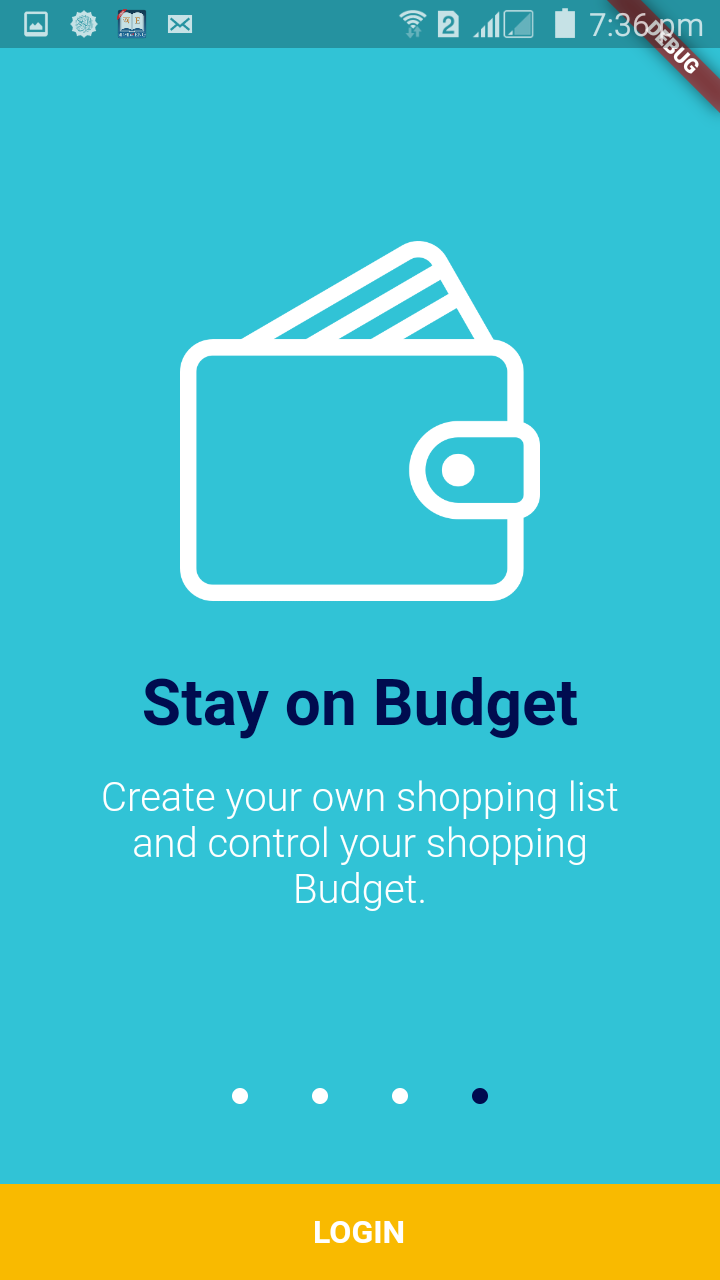 2
7:36 pm
DEBUG
Stay on Budget
Create your own shopping list
and control your shopping
Budget.
LOGIN